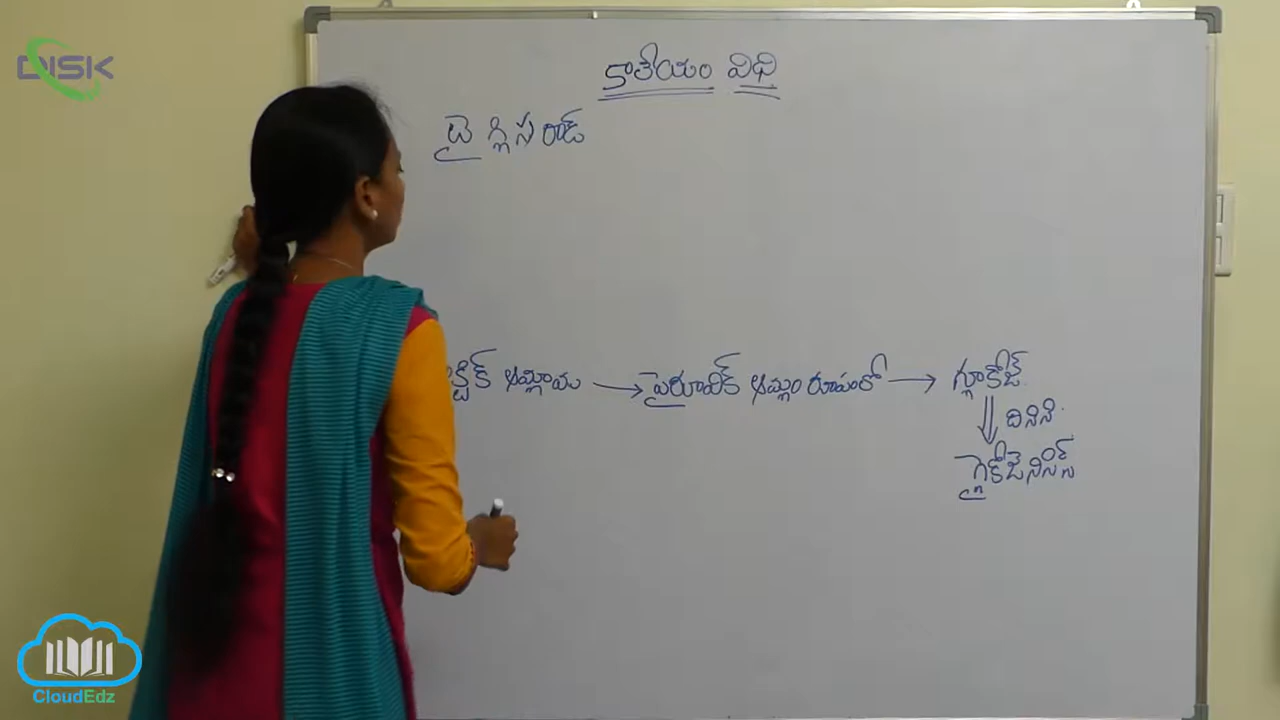 DISK
కాలేయం విధి
ట్రై గ్లిసరాడ్
క్టిక్ ఆమ్లము → పైరూవిక్ ఆమ్లం రూపంలో → గ్లూకోజ్
దినిని
గ్లైకోజెనిసిస్
CloudEdz